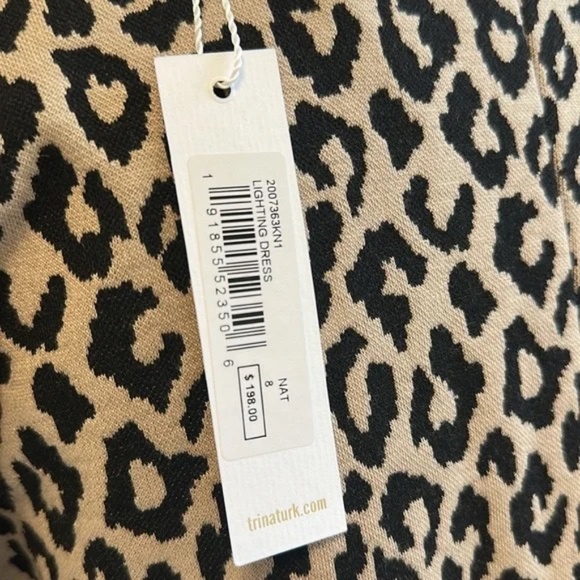 2007363KN1
LIGHTING DRESS
1 91855 52350 6
NAT
8
$ 198.00
trinaturk.com